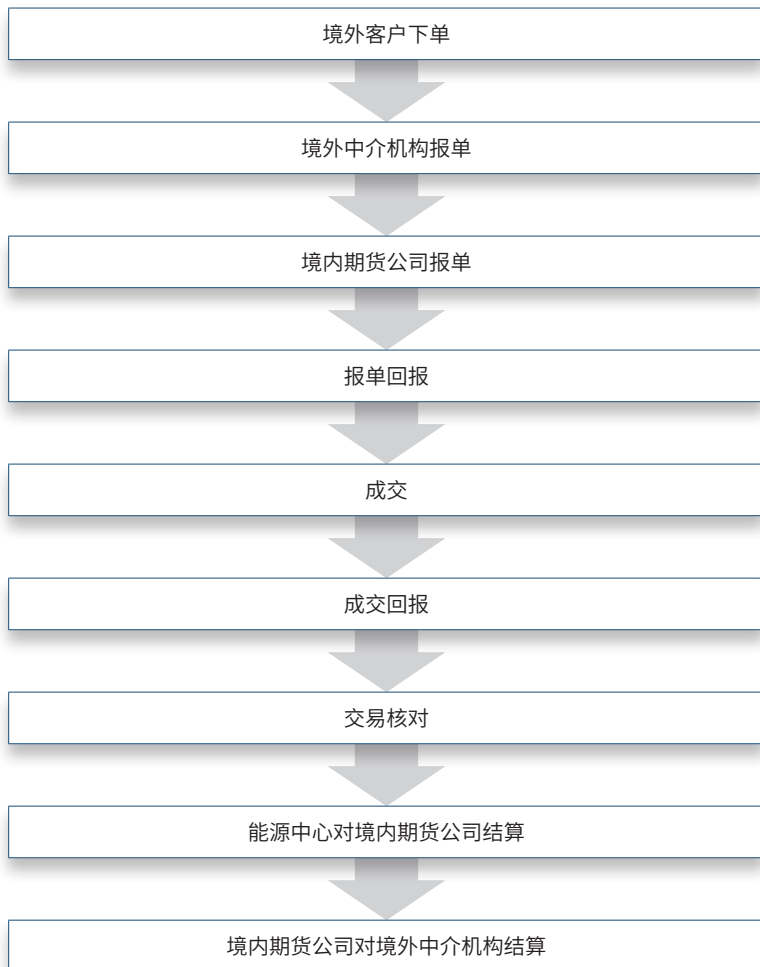 境外客户下单
境外中介机构报单
境内期货公司报单
报单回报
成交
成交回报
交易核对
能源中心对境内期货公司结算
境内期货公司对境外中介机构结算